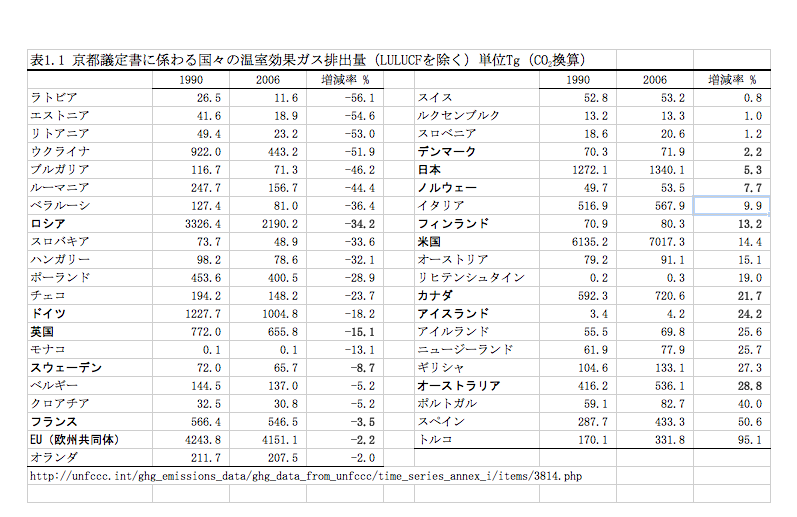 表1.1 京都議定書に係わる国々の温室効果ガス排出量（LULUCFを除く）単位Tg（CO₂換算）
1990 2006 増減率 %
ラトビア 26.5 11.6 -56.1
エストニア 41.6 18.9 -54.6
リトアニア 49.4 23.2 -53.0
ウクライナ 922.0 443.2 -51.9
ブルガリア 116.7 71.3 -46.2
ルーマニア 247.7 156.7 -44.4
ベラルーシ 127.4 81.0 -36.4
ロシア 3326.4 2190.2 -34.2
スロバキア 73.7 48.9 -33.6
ハンガリー 98.2 78.6 -32.1
ポーランド 453.6 400.5 -28.9
チェコ 194.2 148.2 -23.7
ドイツ 1227.7 1004.8 -18.2
英国 772.0 655.8 -15.1
モナコ 0.1 0.1 -13.1
スウェーデン 72.0 65.7 -8.7
ベルギー 144.5 137.0 -5.2
クロアチア 32.5 30.8 -5.2
フランス 566.4 546.5 -3.5
EU（欧州共同体） 4243.8 4151.1 -2.2
オランダ 211.7 207.5 -2.0
1990 2006 増減率 %
スイス 52.8 53.2 0.8
ルクセンブルク 13.2 13.3 1.0
スロベニア 18.6 20.6 1.2
デンマーク 70.3 71.9 2.2
日本 1272.1 1340.1 5.3
ノルウェー 49.7 53.5 7.7
イタリア 516.9 567.9 9.9
フィンランド 70.9 80.3 13.2
米国 6135.2 7017.3 14.4
オーストリア 79.2 91.1 15.1
リヒテンシュタイン 0.2 0.3 19.0
カナダ 592.3 720.6 21.7
アイスランド 3.4 4.2 24.2
アイルランド 55.5 69.8 25.6
ニュージーランド 61.9 77.9 25.7
ギリシャ 104.6 133.1 27.3
オーストラリア 416.2 536.1 28.8
ポルトガル 59.1 82.7 40.0
スペイン 287.7 433.3 50.6
トルコ 170.1 331.8 95.1
http://unfccc.int/ghg_emissions_data/ghg_data_from_unfccc/time_series_annex_i/items/3814.php